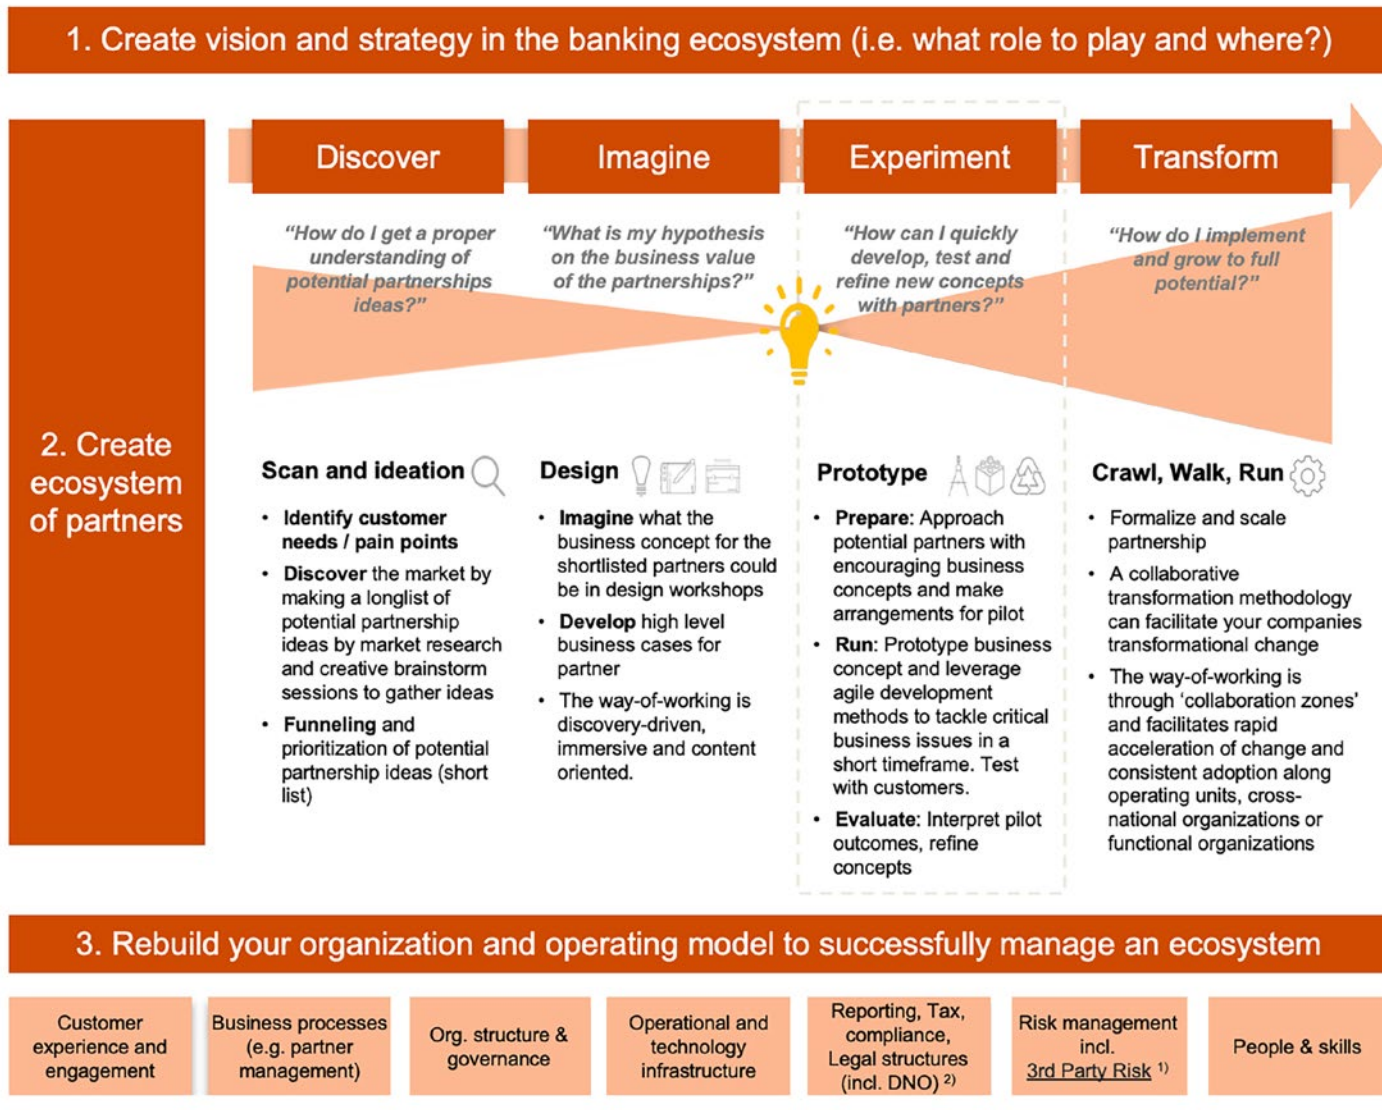 1. Create vision and strategy in the banking ecosystem (i.e. what role to play and where?)
2. Create
ecosystem
of partners
Discover
Imagine
Experiment
Transform
“How do I get a proper
understanding of
potential partnerships
ideas?”
“What is my hypothesis
on the business value
of the partnerships?”
“How can I quickly
develop, test and
refine new concepts
with partners?”
“How do I implement
and grow to full
potential?”
Scan and ideation
• Identify customer
needs / pain points
• Discover the market by
making a longlist of
potential partnership
ideas by market research
and creative brainstorm
sessions to gather ideas
• Funneling and
prioritization of potential
partnership ideas (short
list)
Design
• Imagine what the
business concept for the
shortlisted partners could
be in design workshops
• Develop high level
business cases for
partner
• The way-of-working is
discovery-driven,
immersive and content
oriented.
Prototype
• Prepare: Approach
potential partners with
encouraging business
concepts and make
arrangements for pilot
• Run: Prototype business
concept and leverage
agile development
methods to tackle critical
business issues in a
short timeframe. Test
with customers.
• Evaluate: Interpret pilot
outcomes, refine
concepts
Crawl, Walk, Run
• Formalize and scale
partnership
• A collaborative
transformation methodology
can facilitate your companies
transformational change
• The way-of-working is
through ‘collaboration zones’
and facilitates rapid
acceleration of change and
consistent adoption along
operating units, cross-
national organizations or
functional organizations
3. Rebuild your organization and operating model to successfully manage an ecosystem
Customer
experience and
engagement
Business processes
(e.g. partner
management)
Org. structure &
governance
Operational and
technology
infrastructure
Reporting, Tax,
compliance,
Legal structures
(incl. DNO) 2)
Risk management
incl.
3rd Party Risk 1)
People & skills